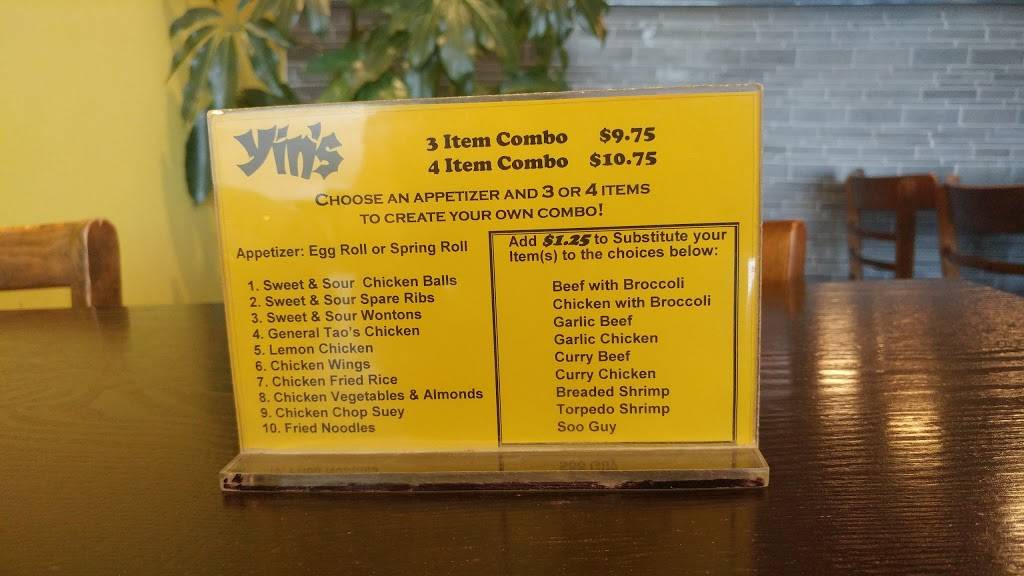 Yin's
3 Item Combo $9.75
4 Item Combo $10.75
CHOOSE AN APPETIZER AND 3 OR 4 ITEMS
TO CREATE YOUR OWN COMBO!
Appetizer: Egg Roll or Spring Roll
1. Sweet & Sour Chicken Balls
2. Sweet & Sour Spare Ribs
3. Sweet & Sour Wontons
4. General Tao's Chicken
5. Lemon Chicken
6. Chicken Wings
7. Chicken Fried Rice
8. Chicken Vegetables & Almonds
9. Chicken Chop Suey
10. Fried Noodles
Add $1.25 to Substitute your
Item(s) to the choices below:
Beef with Broccoli
Chicken with Broccoli
Garlic Beef
Garlic Chicken
Curry Beef
Curry Chicken
Breaded Shrimp
Torpedo Shrimp
Soo Guy